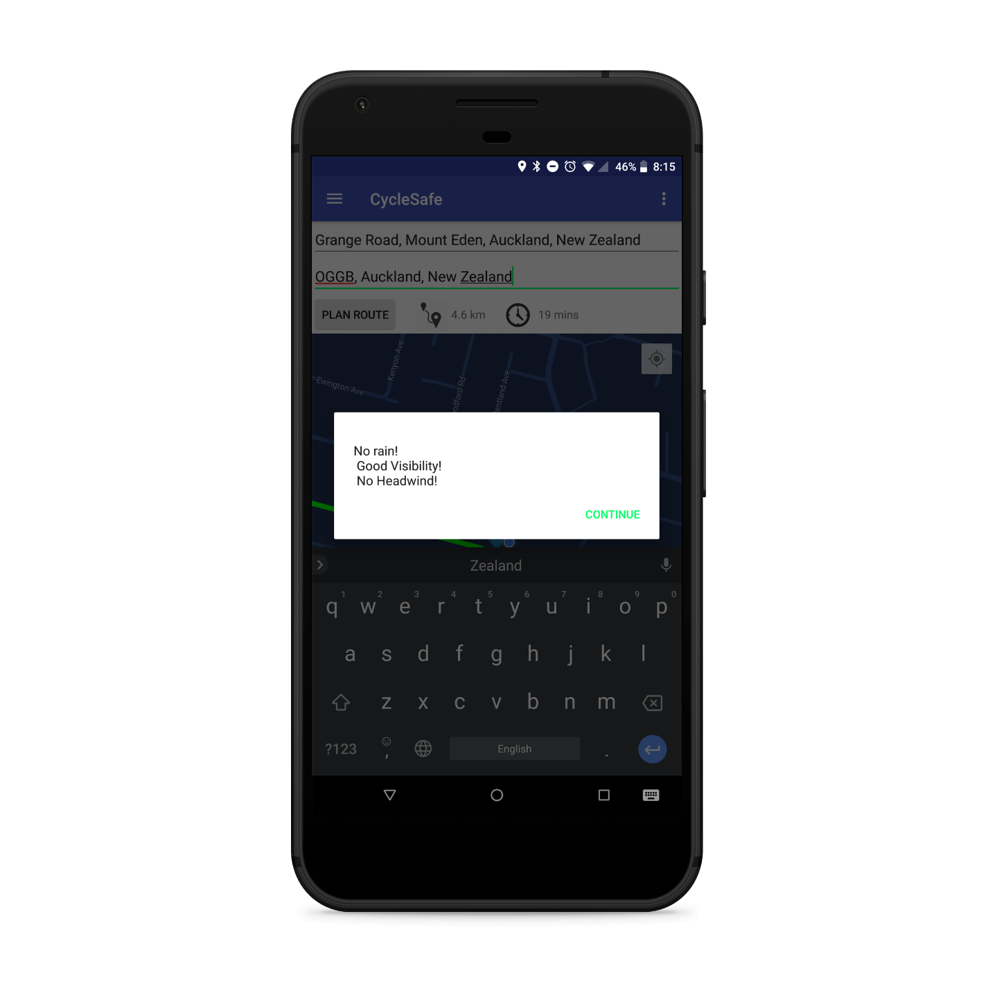 46% 8:15
CycleSafe
Grange Road, Mount Eden, Auckland, New Zealand
OGGB, Auckland, New Zealand
PLAN ROUTE 4.6 km 19 mins
Kenyon Ave
Ewington Ave
odford Rd
entland Ave
No rain!
Good Visibility!
No Headwind!
CONTINUE
Zealand
1 2 3 4 5 6 7 8 9 0
q w e r t y u i o p
a s d f g h j k l
z x c v b n m
?123 , English .